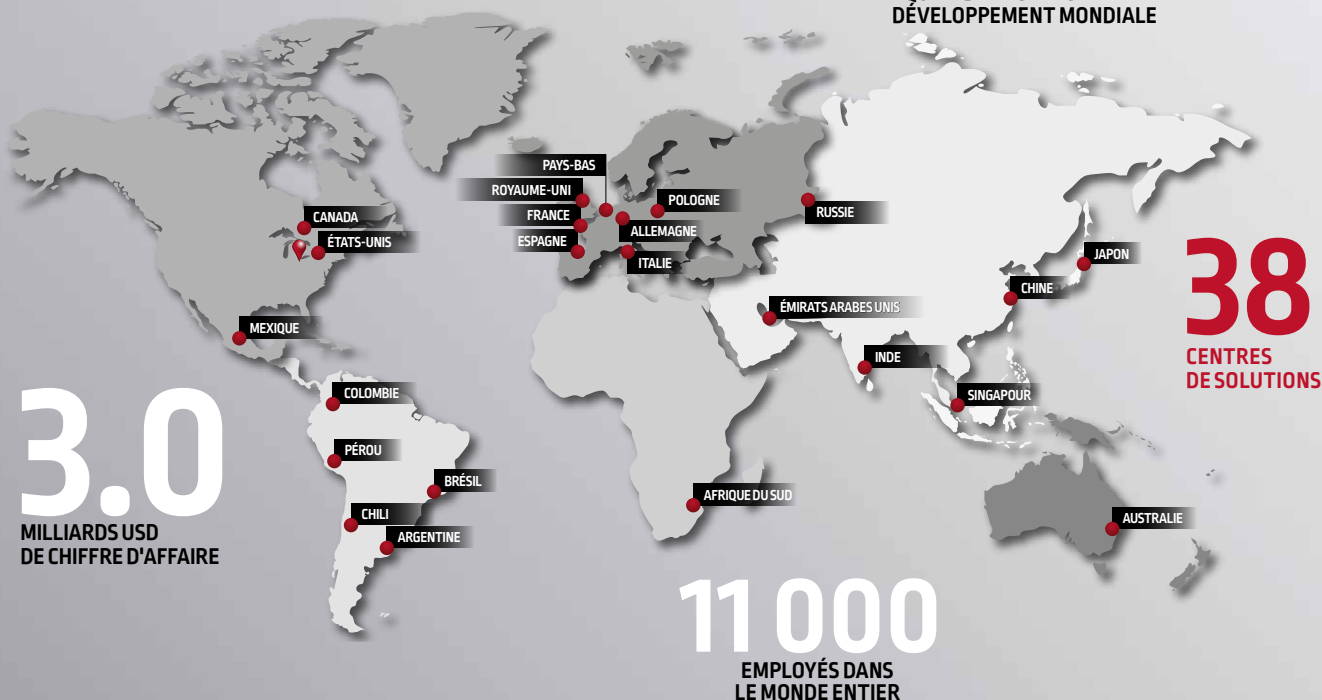 DÉVELOPPEMENT MONDIALE
PAYS-BAS
ROYAUME-UNI
POLOGNE
FRANCE
RUSSIE
CANADA
ALLEMAGNE
ÉTATS-UNIS
ESPAGNE
ITALIE
JAPON
CHINE
ÉMIRATS ARABES UNIS
MEXIQUE
38
CENTRES
DE SOLUTIONS
INDE
COLOMBIE
SINGAPOUR
3.0
MILLIARDS USD
DE CHIFFRE D'AFFAIRE
PÉROU
BRÉSIL
AFRIQUE DU SUD
CHILI
AUSTRALIE
ARGENTINE
11 000
EMPLOYÉS DANS
LE MONDE ENTIER